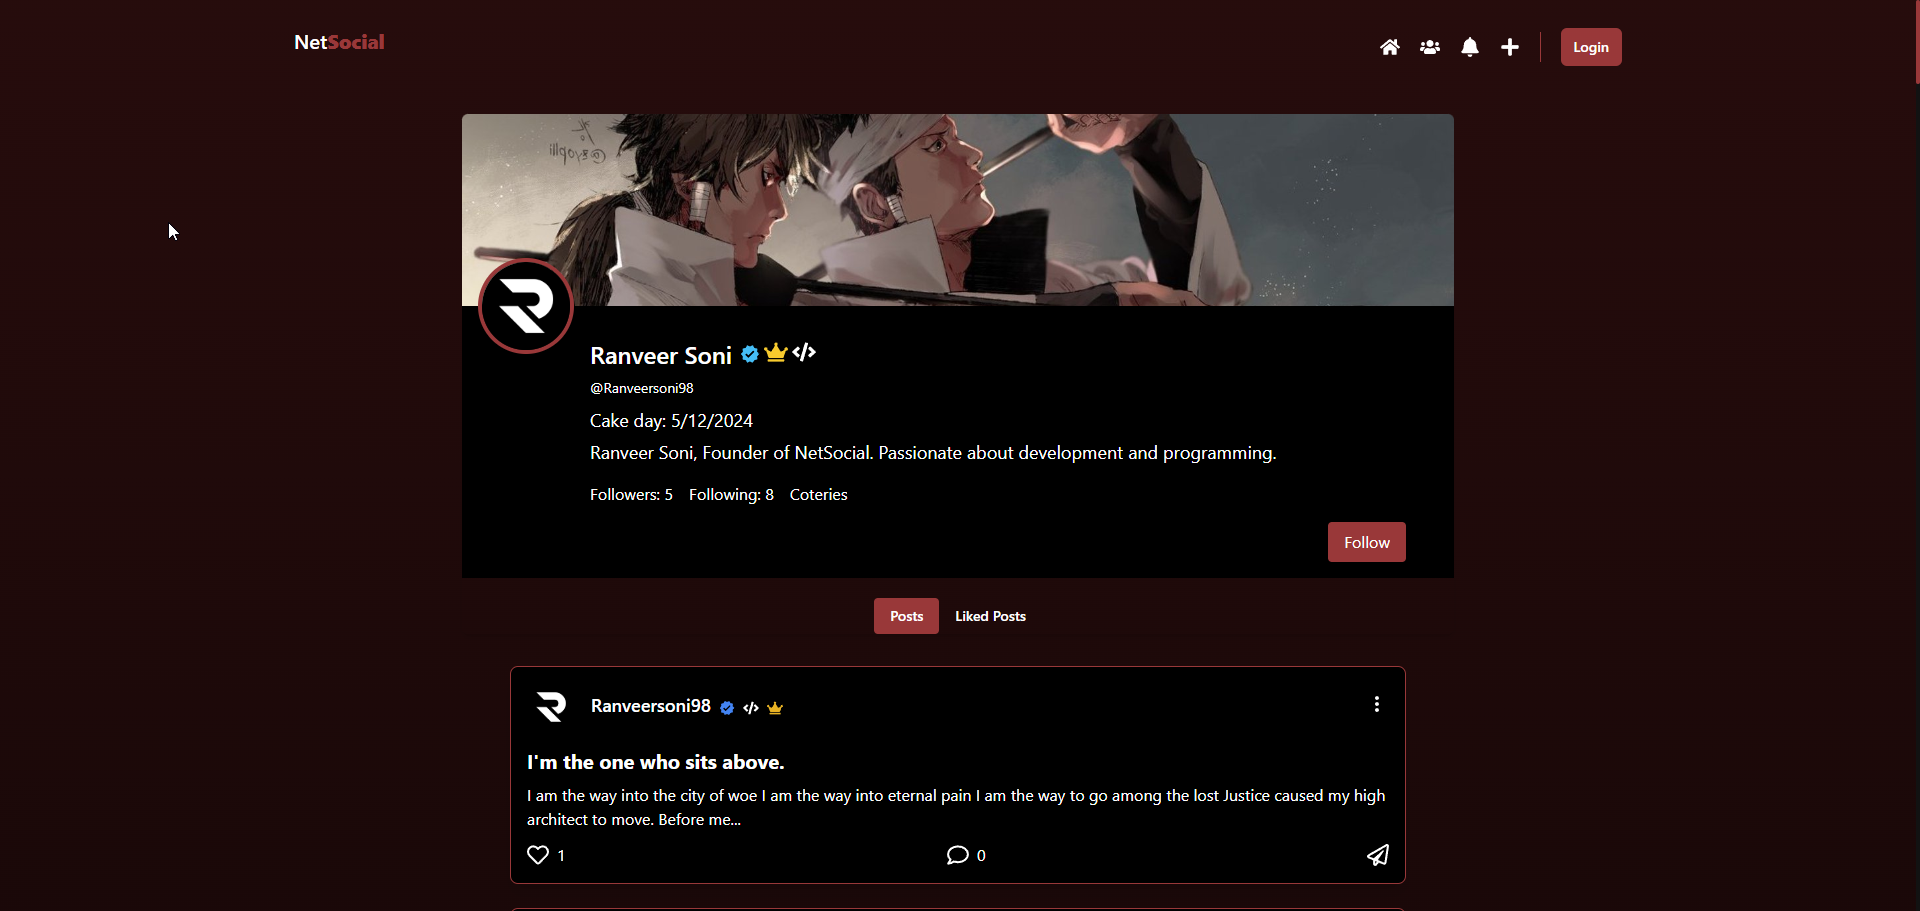 NetSocial
Login
Ranveer Soni
@Ranveersoni98
Cake day: 5/12/2024
Ranveer Soni, Founder of NetSocial. Passionate about development and programming.
Followers: 5 Following: 8 Coteries
Follow
Posts Liked Posts
Ranveersoni98
I'm the one who sits above.
I am the way into the city of woe I am the way into eternal pain I am the way to go among the lost Justice caused my high
architect to move. Before me...
1 0